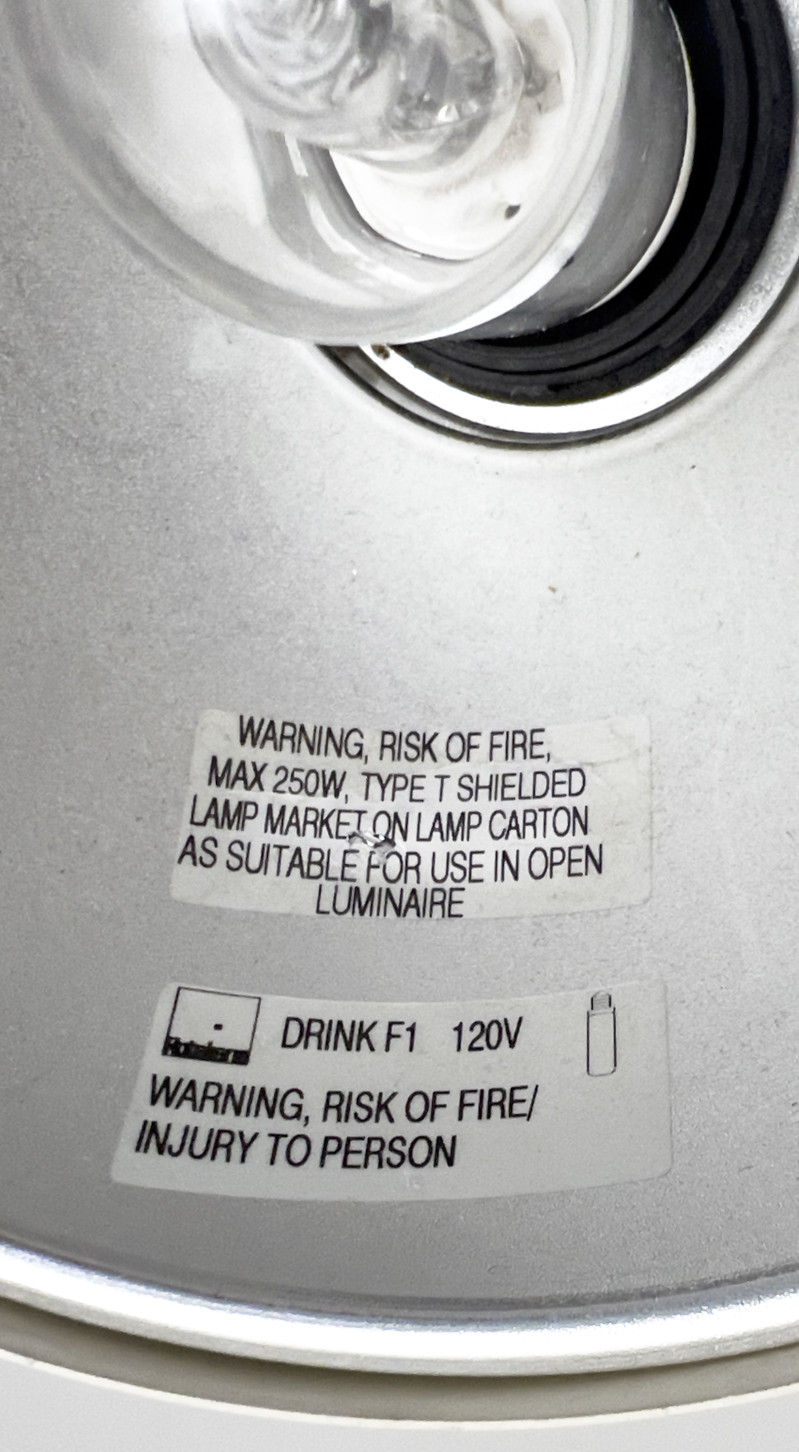 WARNING, RISK OF FIRE,
MAX 250W, TYPE T SHIELDED
LAMP MARKET ON LAMP CARTON
AS SUITABLE FOR USE IN OPEN
LUMINAIRE
DRINK F1 120V
WARNING, RISK OF FIRE/
INJURY TO PERSON